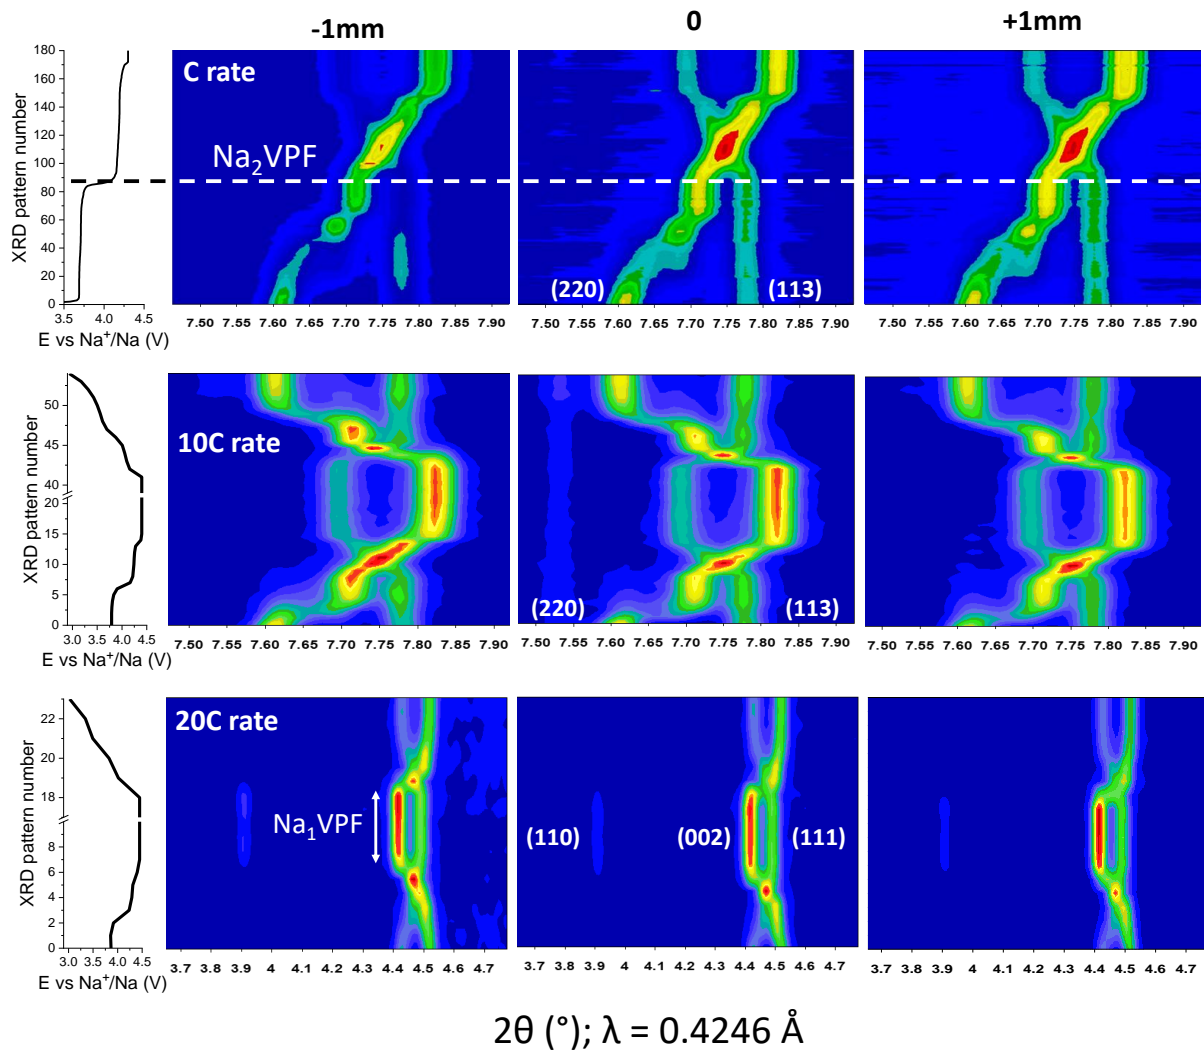 -1mm 0 +1mm
C rate
Na₂VPF
(220) (113)
XRD pattern number
180
160
140
120
100
80
60
40
20
0
3.5 4.0 4.5
E vs Na⁺/Na (V)
7.50 7.55 7.60 7.65 7.70 7.75 7.80 7.85 7.90
7.50 7.55 7.60 7.65 7.70 7.75 7.80 7.85 7.90
7.50 7.55 7.60 7.65 7.70 7.75 7.80 7.85 7.90
10C rate
(220) (113)
XRD pattern number
50
45
40
20
15
10
5
0
3.0 3.5 4.0 4.5
E vs Na⁺/Na (V)
7.50 7.55 7.60 7.65 7.70 7.75 7.80 7.85 7.90
7.50 7.55 7.60 7.65 7.70 7.75 7.80 7.85 7.90
7.50 7.55 7.60 7.65 7.70 7.75 7.80 7.85 7.90
20C rate
Na₁VPF
(110) (002) (111)
XRD pattern number
22
20
18
8
6
4
2
0
3.0 3.5 4.0 4.5
E vs Na⁺/Na (V)
3.7 3.8 3.9 4 4.1 4.2 4.3 4.4 4.5 4.6 4.7
3.7 3.8 3.9 4 4.1 4.2 4.3 4.4 4.5 4.6 4.7
3.7 3.8 3.9 4 4.1 4.2 4.3 4.4 4.5 4.6 4.7
2θ (°); λ = 0.4246 Å